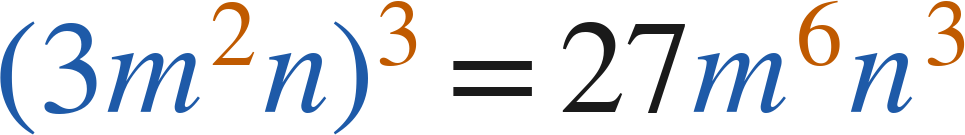 (3m²n)³ = 27m⁶n³